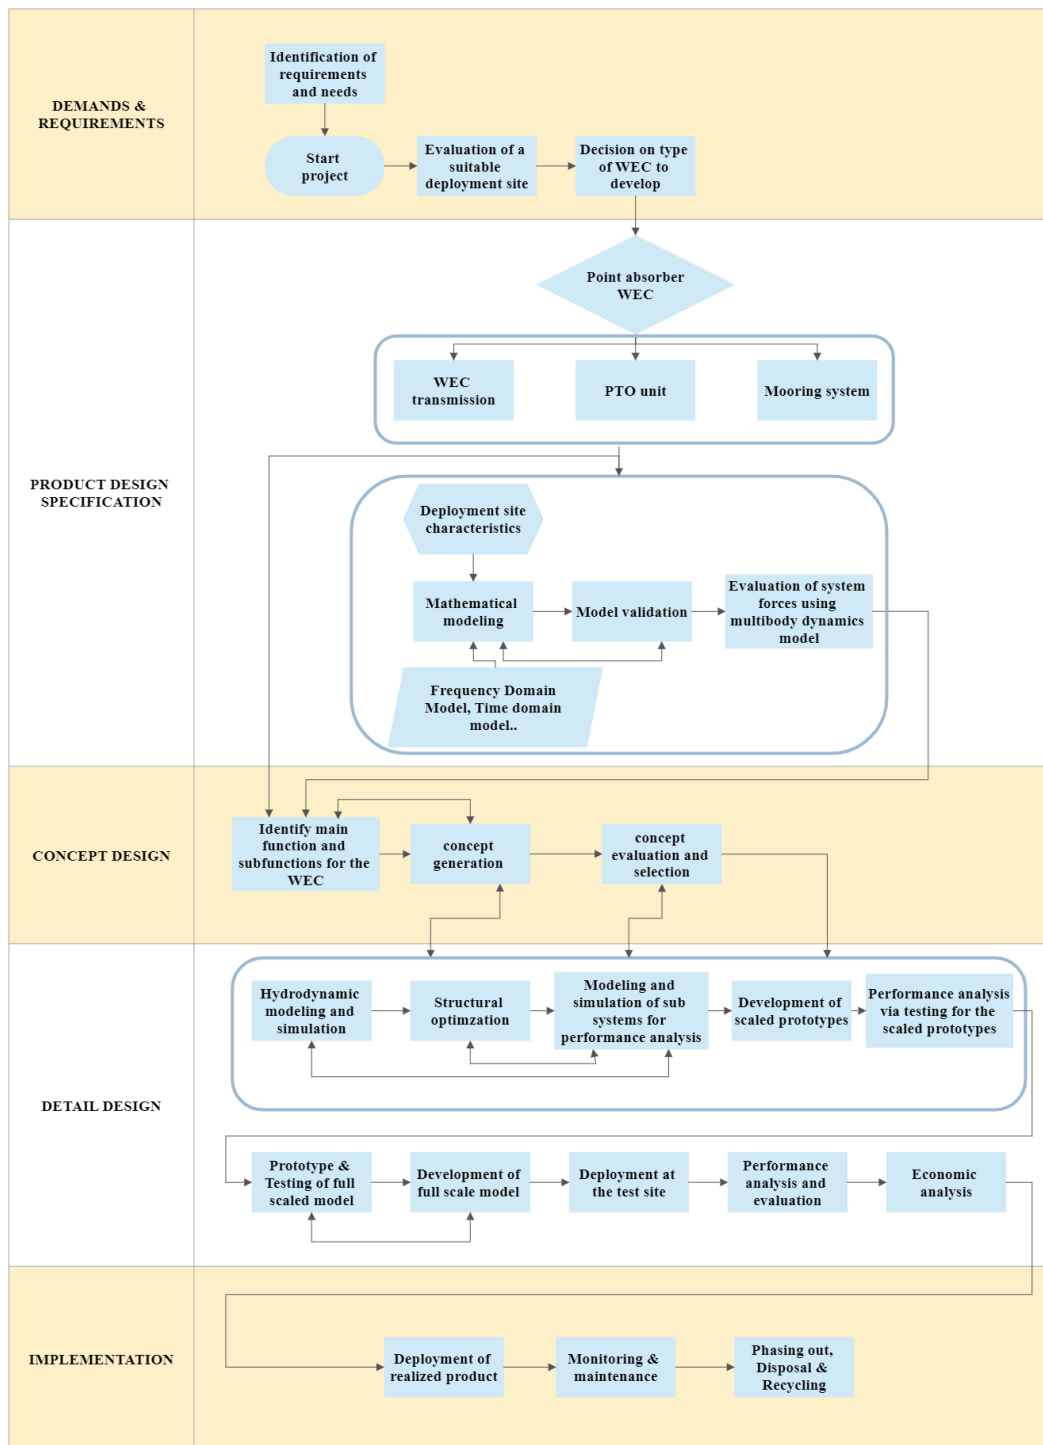 DEMANDS &
REQUIREMENTS
Identification of
requirements
and needs
Start
project
Evaluation of a
suitable
deployment site
Decision on type
of WEC to
develop
PRODUCT DESIGN
SPECIFICATION
Point absorber
WEC
WEC
transmission
PTO unit
Mooring system
Deployment site
characteristics
Mathematical
modeling
Model validation
Evaluation of system
forces using
multibody dynamics
model
Frequency Domain
Model, Time domain
model..
CONCEPT DESIGN
Identify main
function and
subfunctions for the
WEC
concept
generation
concept
evaluation and
selection
DETAIL DESIGN
Hydrodynamic
modeling and
simulation
Structural
optimzation
Modeling and
simulation of sub
systems for
performance analysis
Development of
scaled prototypes
Performance analysis
via testing for the
scaled prototypes
Prototype &
Testing of full
scaled model
Development of
full scale model
Deployment at
the test site
Performance
analysis and
evaluation
Economic
analysis
IMPLEMENTATION
Deployment of
realized product
Monitoring &
maintenance
Phasing out,
Disposal &
Recycling